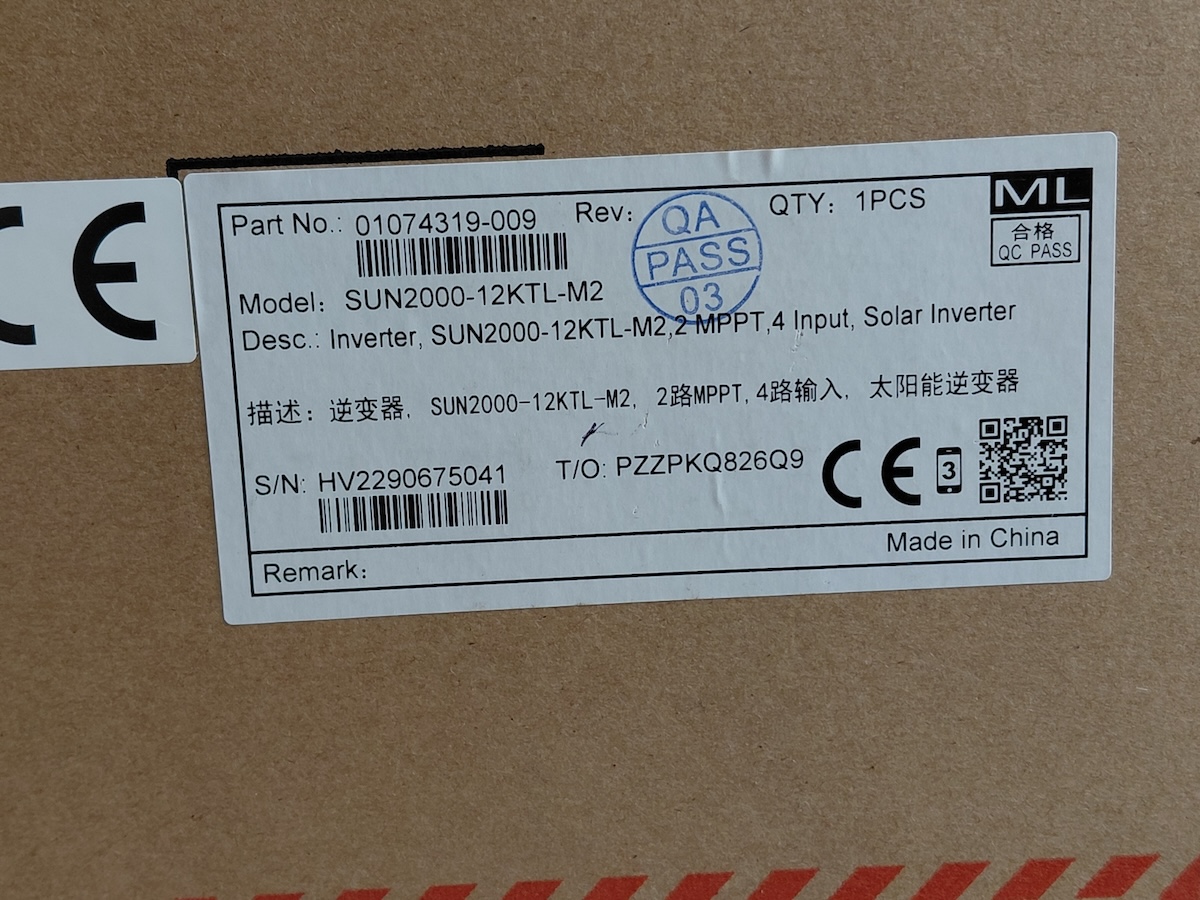 CE
Part No.: 01074319-009 Rev: QTY: 1PCS
ML
合格
QC PASS
QA
PASS
03
Model: SUN2000-12KTL-M2
Desc.: Inverter, SUN2000-12KTL-M2,2 MPPT,4 Input, Solar Inverter
描述: 逆变器, SUN2000-12KTL-M2, 2路MPPT,4路输入, 太阳能逆变器
S/N: HV2290675041 T/O: PZZPKQ826Q9 CE 3
Made in China
Remark: